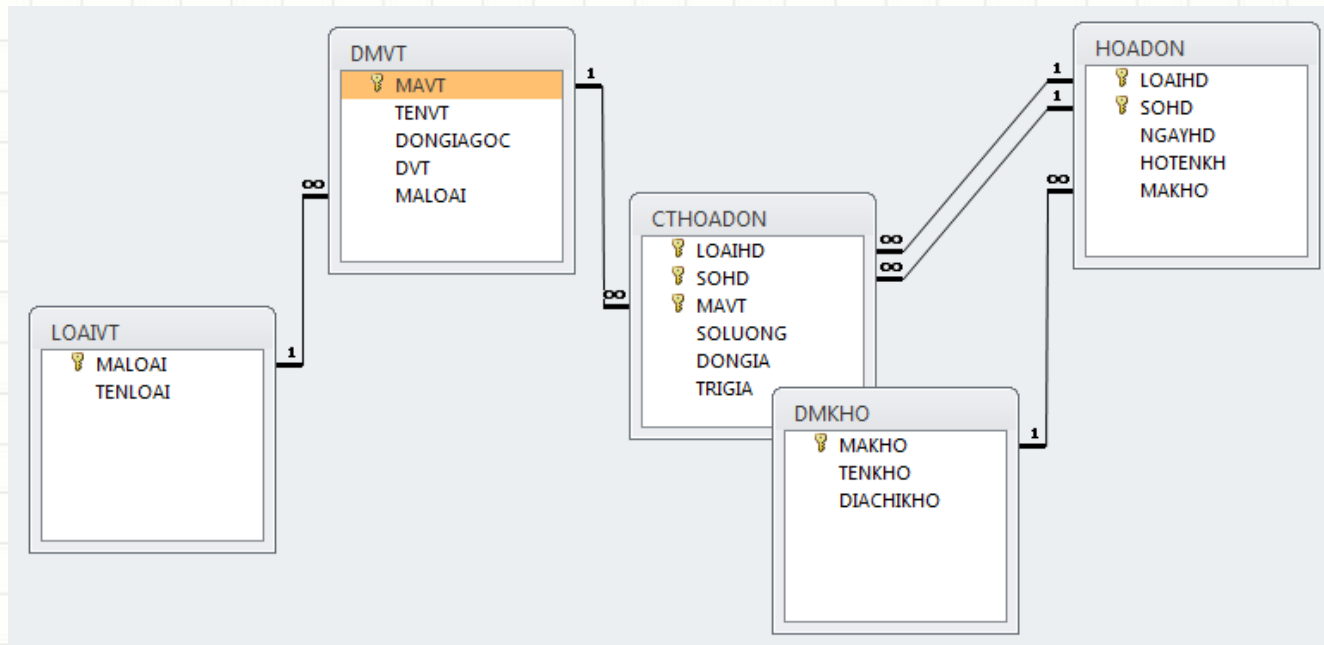 DMVT
MAVT
TENVT
DONGIAGOC
DVT
MALOAI
1
∞
LOAIVT
MALOAI
TENLOAI
1
∞
CTHOADON
LOAIHD
SOHD
MAVT
SOLUONG
DONGIA
TRIGIA
∞
∞
HOADON
LOAIHD
SOHD
NGAYHD
HOTENKH
MAKHO
1
1
∞
DMKHO
MAKHO
TENKHO
DIACHIKHO
1